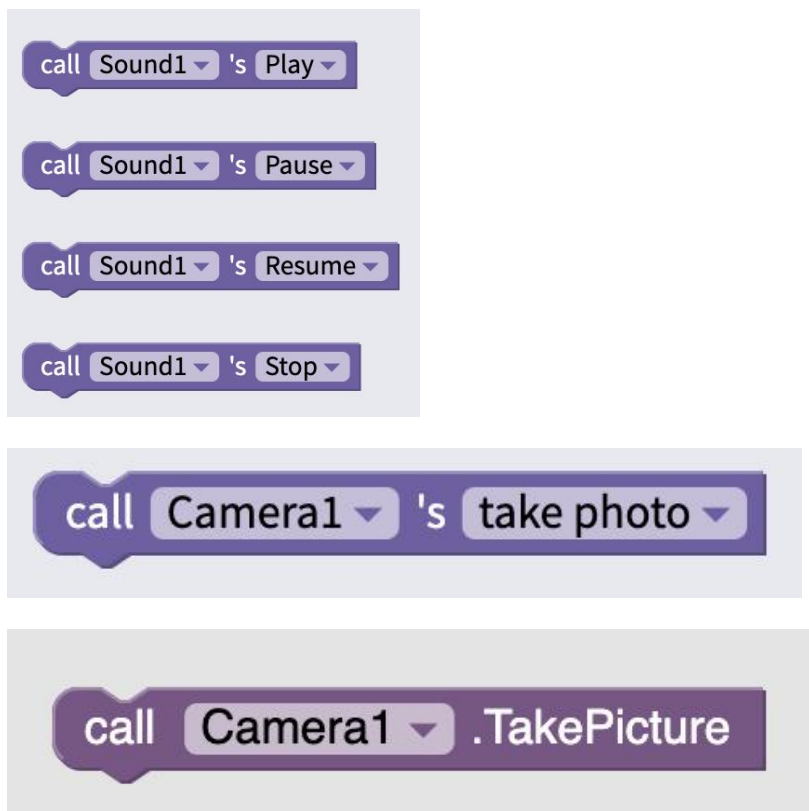 call Sound1 's Play
call Sound1 's Pause
call Sound1 's Resume
call Sound1 's Stop
call Camera1 's take photo
call Camera1 .TakePicture